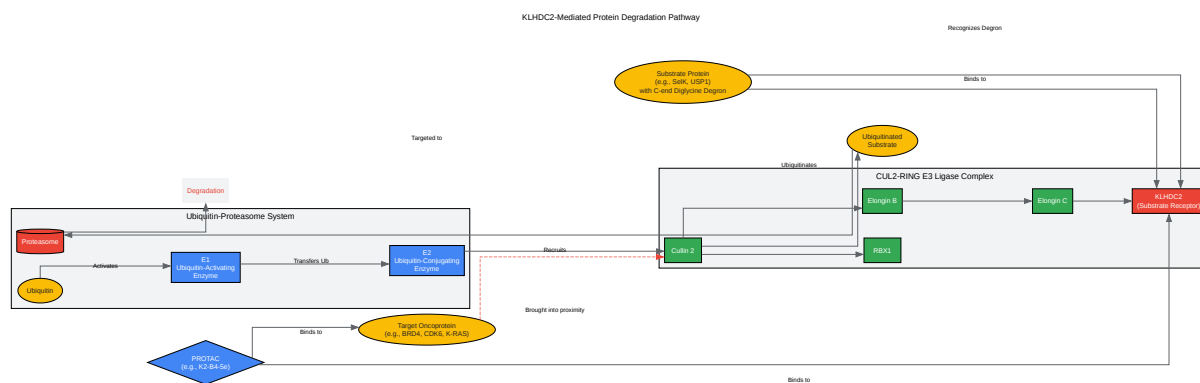 KLHDC2-Mediated Protein Degradation Pathway
Recognizes Degron
Substrate Protein
(e.g., SelK, USP1)
with C-end Diglycine Degron
Binds to
Targeted to
Ubiquitinated
Substrate
Ubiquitinates
CUL2-RING E3 Ligase Complex
Degradation
Elongin B
Elongin C
KLHDC2
(Substrate Receptor)
Ubiquitin-Proteasome System
Proteasome
E2
Ubiquitin-Conjugating
Enzyme
Recruits
Cullin 2
RBX1
E1
Ubiquitin-Activating
Enzyme
Activates
Transfers Ub
Ubiquitin
Brought into proximity
Target Oncoprotein
(e.g., BRD4, CDK6, K-RAS)
Binds to
PROTAC
(e.g., K2-B4-5e)
Binds to